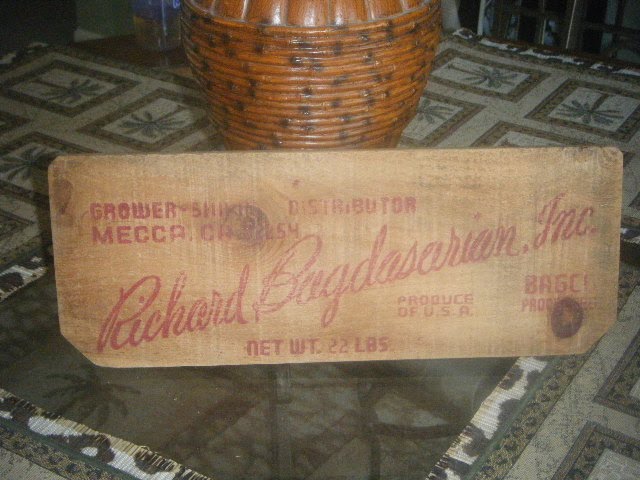 GROWER-SHIPPER DISTRIBUTOR
MECCA, CA
Richard Bagdasarian, Inc.
PRODUCE
OF U.S.A.
NET WT. 22 LBS.